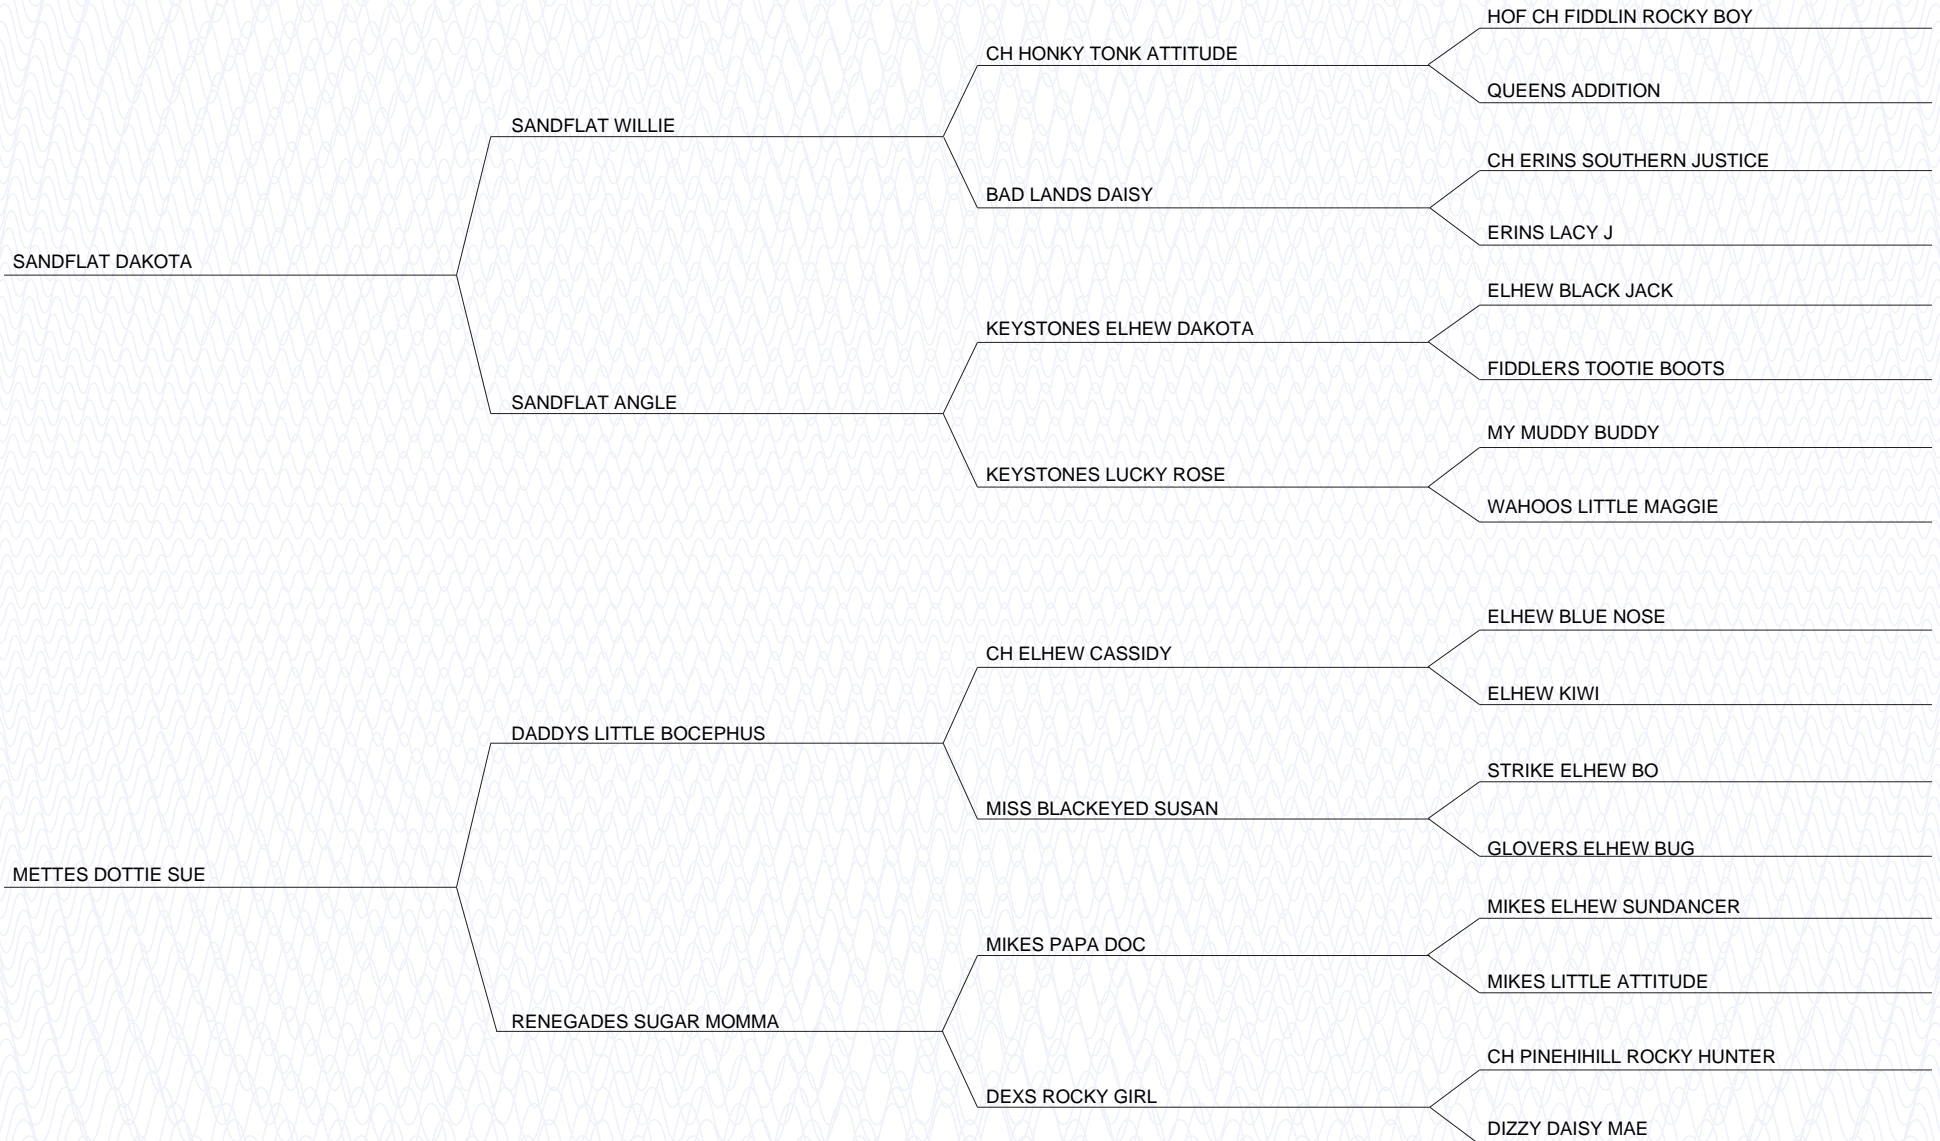 HOF CH FIDDLIN ROCKY BOY
CH HONKY TONK ATTITUDE
QUEENS ADDITION
SANDFLAT WILLIE
CH ERINS SOUTHERN JUSTICE
BAD LANDS DAISY
ERINS LACY J
SANDFLAT DAKOTA
ELHEW BLACK JACK
KEYSTONES ELHEW DAKOTA
FIDDLERS TOOTIE BOOTS
SANDFLAT ANGLE
MY MUDDY BUDDY
KEYSTONES LUCKY ROSE
WAHOOS LITTLE MAGGIE
ELHEW BLUE NOSE
CH ELHEW CASSIDY
ELHEW KIWI
DADDYS LITTLE BOCEPHUS
STRIKE ELHEW BO
MISS BLACKEYED SUSAN
GLOVERS ELHEW BUG
METTES DOTTIE SUE
MIKES ELHEW SUNDANCER
MIKES PAPA DOC
MIKES LITTLE ATTITUDE
RENEGADES SUGAR MOMMA
CH PINEHIHILL ROCKY HUNTER
DEXS ROCKY GIRL
DIZZY DAISY MAE